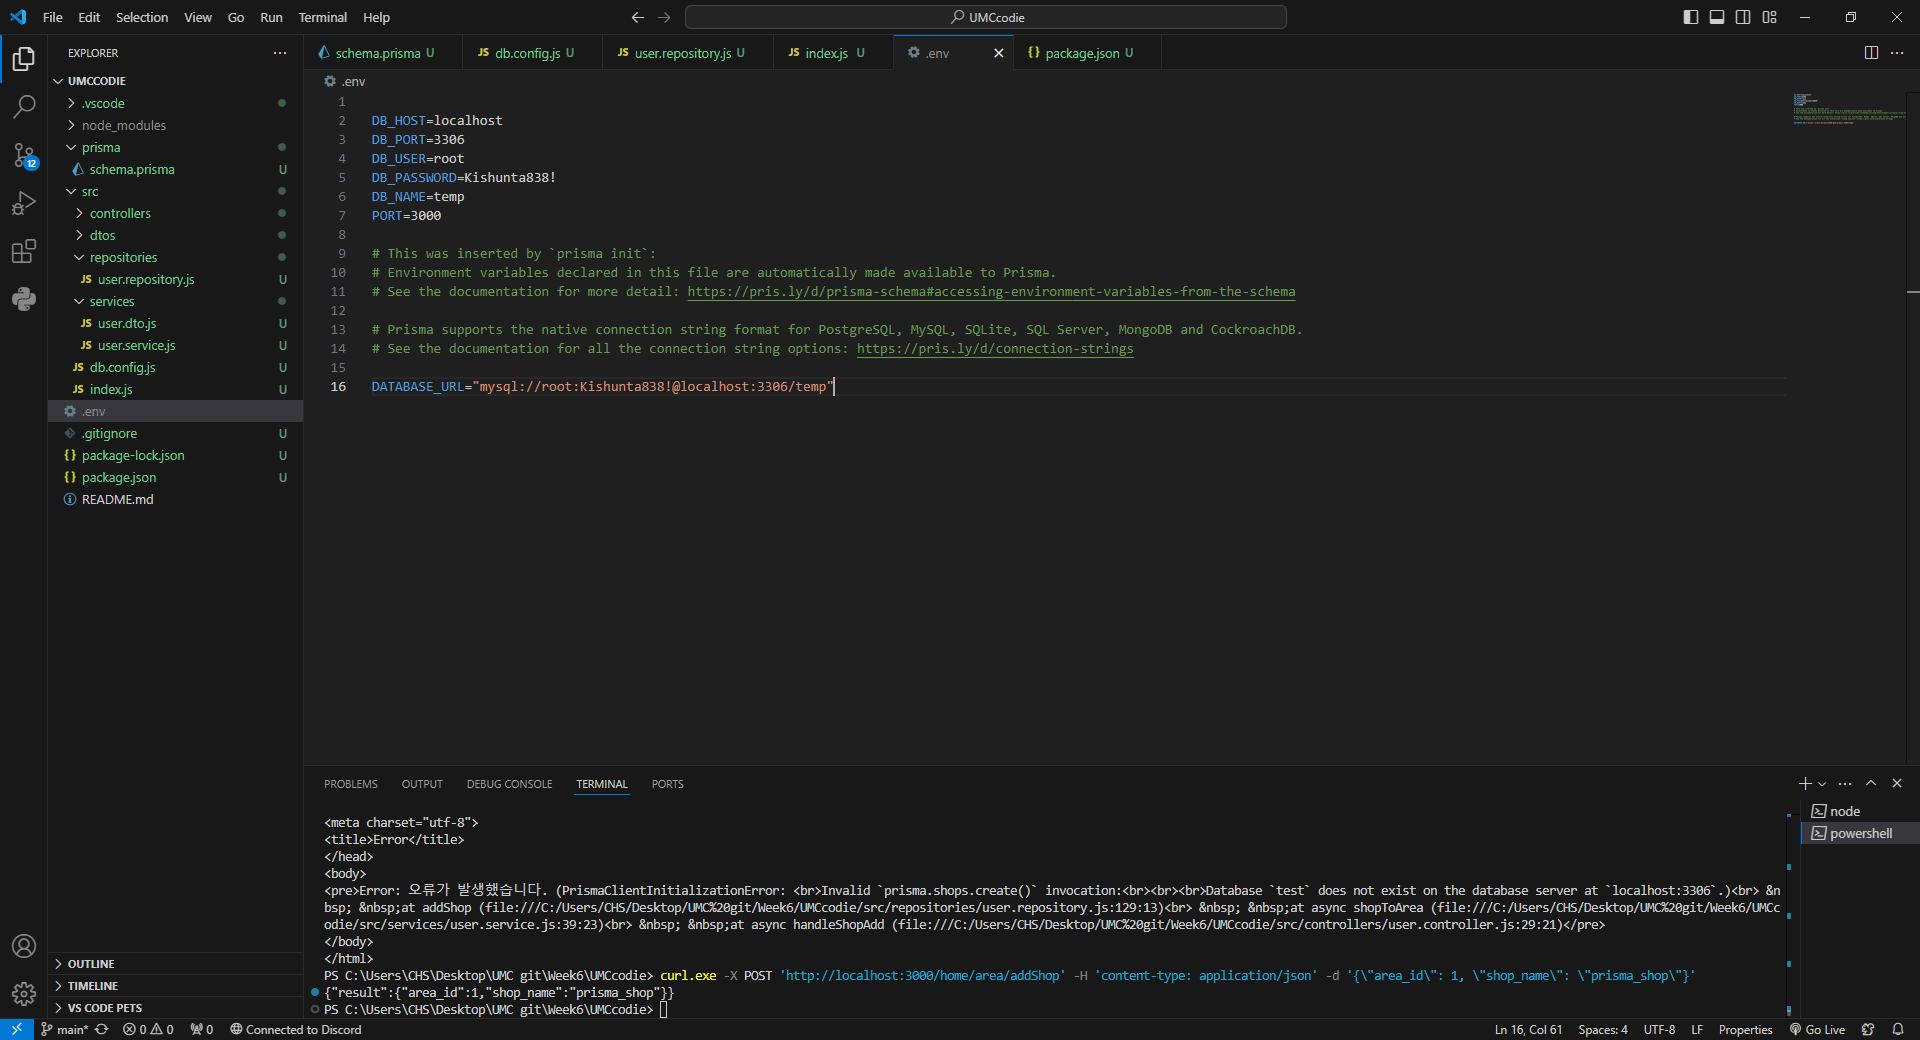 File Edit Selection View Go Run Terminal Help
UMCcodie
EXPLORER
UMCCODIE
.vscode
node_modules
prisma
schema.prisma U
src
controllers
dtos
repositories
user.repository.js U
services
user.dto.js U
user.service.js U
db.config.js U
index.js U
.env
.gitignore U
package-lock.json U
package.json U
README.md
OUTLINE
TIMELINE
VS CODE PETS
12
schema.prisma U db.config.js U user.repository.js U index.js U .env package.json U
.env
1
2 DB_HOST=localhost
3 DB_PORT=3306
4 DB_USER=root
5 DB_PASSWORD=Kishunta838!
6 DB_NAME=temp
7 PORT=3000
8
9 # This was inserted by `prisma init`:
10 # Environment variables declared in this file are automatically made available to Prisma.
11 # See the documentation for more detail: https://pris.ly/d/prisma-schema#accessing-environment-variables-from-the-schema
12
13 # Prisma supports the native connection string format for PostgreSQL, MySQL, SQLite, SQL Server, MongoDB and CockroachDB.
14 # See the documentation for all the connection string options: https://pris.ly/d/connection-strings
15
16 DATABASE_URL="mysql://root:Kishunta838!@localhost:3306/temp"
PROBLEMS OUTPUT DEBUG CONSOLE TERMINAL PORTS
node
powershell
<meta charset="utf-8">
<title>Error</title>
</head>
<body>
<pre>Error: 오류가 발생했습니다. (PrismaClientInitializationError: <br>Invalid `prisma.shops.create()` invocation:<br><br><br>Database `test` does not exist on the database server at `localhost:3306`.)<br> &n
bsp; &nbsp;at addShop (file:///C:/Users/CHS/Desktop/UMC%20git/Week6/UMCcodie/src/repositories/user.repository.js:129:13)<br> &nbsp; &nbsp;at async shopToArea (file:///C:/Users/CHS/Desktop/UMC%20git/Week6/UMCc
odie/src/services/user.service.js:39:23)<br> &nbsp; &nbsp;at async handleShopAdd (file:///C:/Users/CHS/Desktop/UMC%20git/Week6/UMCcodie/src/controllers/user.controller.js:29:21)</pre>
</body>
</html>
PS C:\Users\CHS\Desktop\UMC git\Week6\UMCcodie> curl.exe -X POST 'http://localhost:3000/home/area/addShop' -H 'content-type: application/json' -d '{\"area_id\": 1, \"shop_name\": \"prisma_shop\"}'
{"result":{"area_id":1,"shop_name":"prisma_shop"}}
PS C:\Users\CHS\Desktop\UMC git\Week6\UMCcodie>
main* 0 0 0 Connected to Discord Ln 16, Col 61 Spaces: 4 UTF-8 LF Properties Go Live